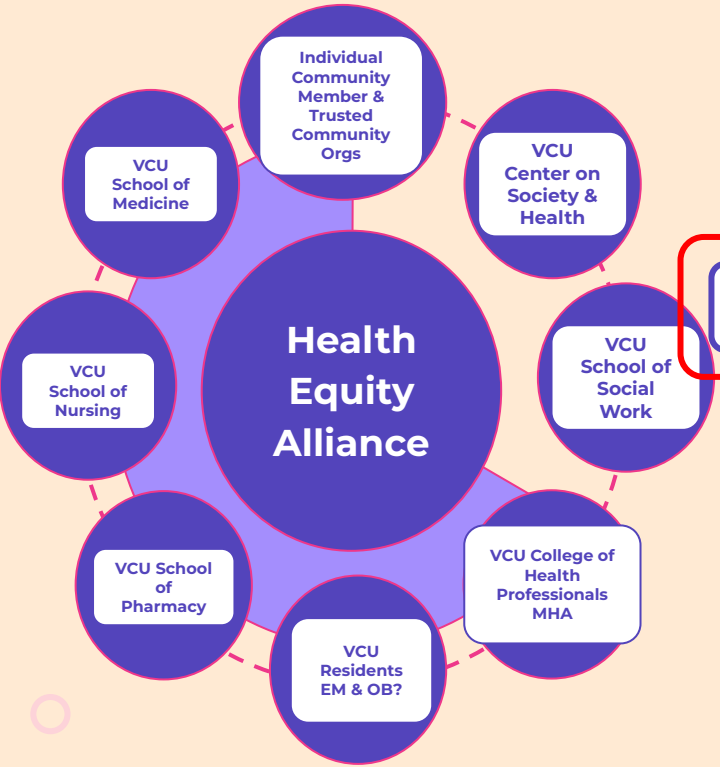 Individual
Community
Member &
Trusted
Community
Orgs
VCU
Center on
Society &
Health
VCU
School of
Social
Work
VCU College of
Health
Professionals
MHA
VCU
Residents
EM & OB?
VCU School
of
Pharmacy
VCU
School of
Nursing
VCU
School of
Medicine
Health
Equity
Alliance